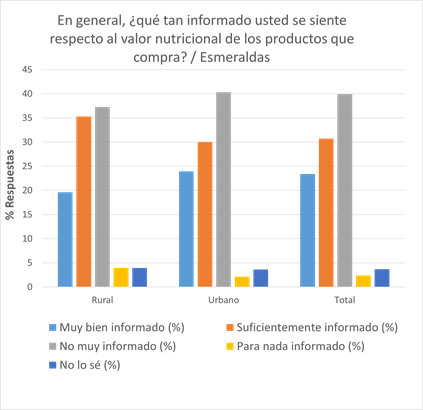 En general, ¿qué tan informado usted se siente
respecto al valor nutricional de los productos que
compra? / Esmeraldas
% Respuestas
45
40
35
30
25
20
15
10
5
0
Rural
Urbano
Total
Muy bien informado (%)
Suficientemente informado (%)
No muy informado (%)
Para nada informado (%)
No lo sé (%)